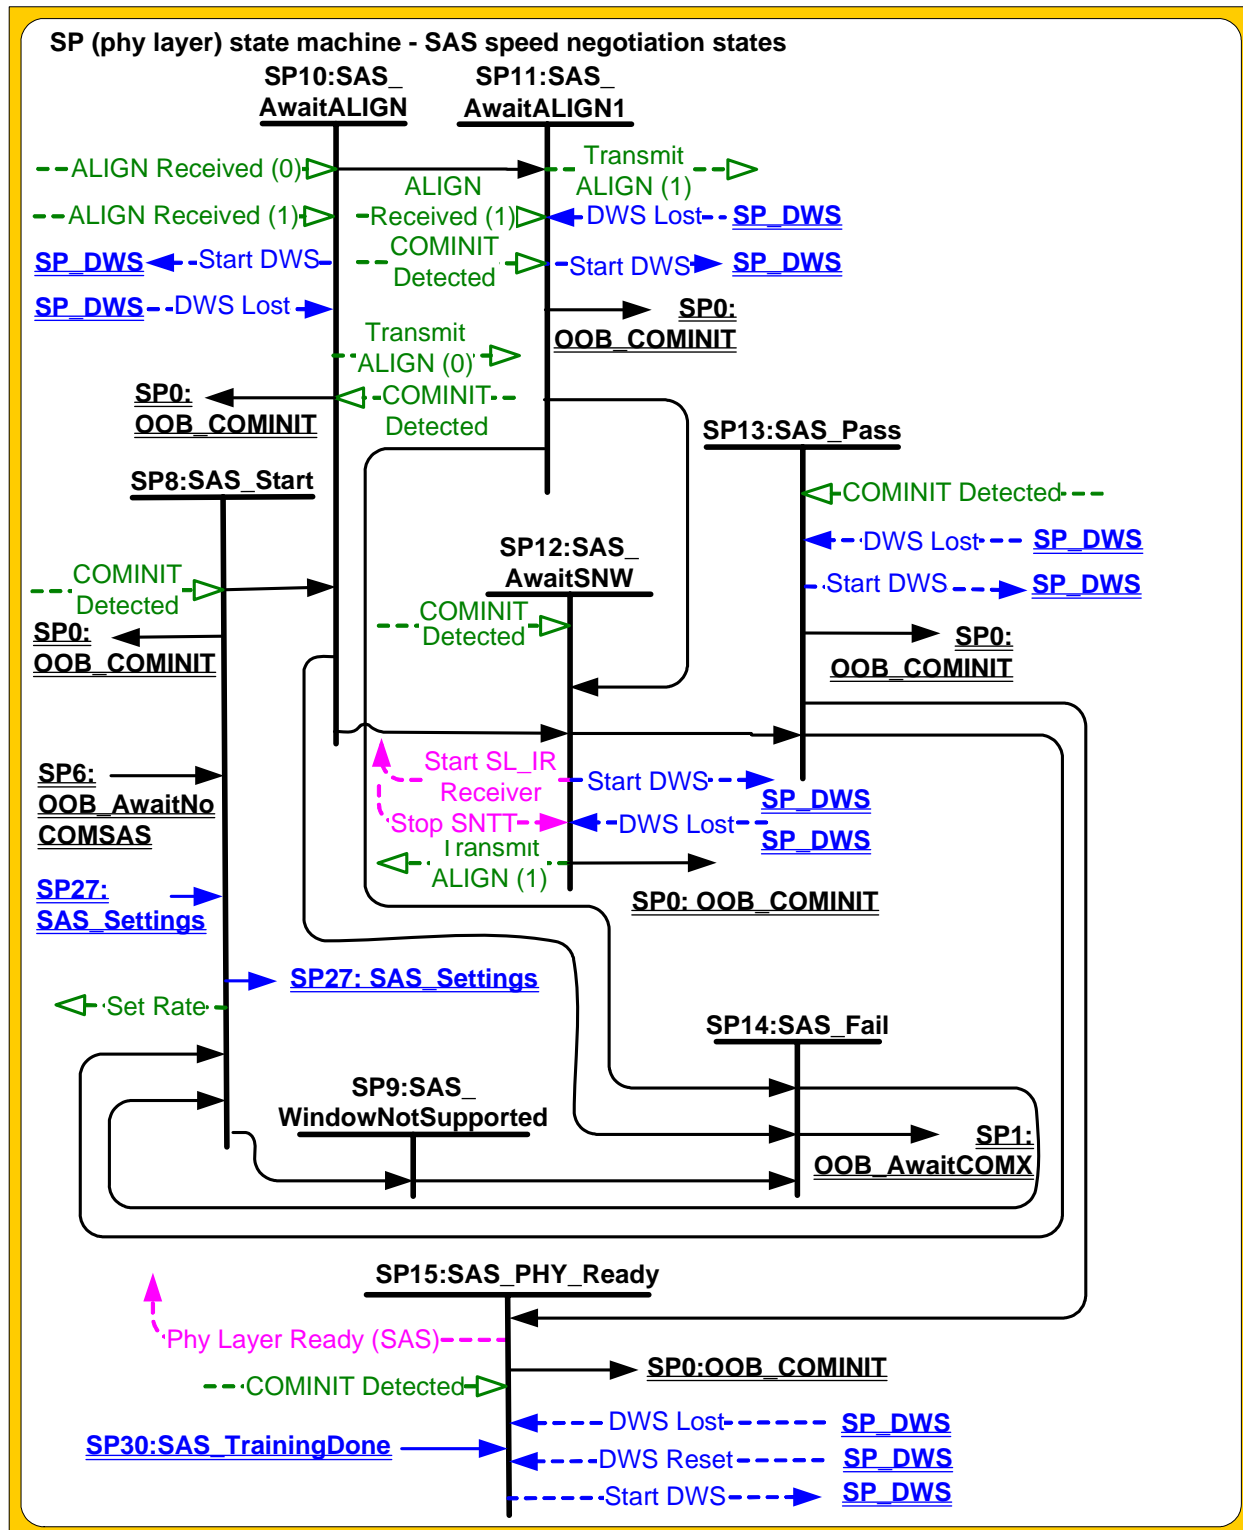 SP (phy layer) state machine - SAS speed negotiation states
SP10:SAS_
AwaitALIGN
SP11:SAS_
AwaitALIGN1
ALIGN Received (0)
Transmit
ALIGN (1)
ALIGN Received (1)
ALIGN
Received (1)
DWS Lost
SP_DWS
SP_DWS
Start DWS
COMINIT
Detected
Start DWS
SP_DWS
SP_DWS
DWS Lost
SP0:
OOB_COMINIT
Transmit
ALIGN (0)
SP0:
OOB_COMINIT
COMINIT
Detected
SP13:SAS_Pass
SP8:SAS_Start
COMINIT Detected
SP12:SAS_
AwaitSNW
DWS Lost
SP_DWS
COMINIT
Detected
Start DWS
SP_DWS
COMINIT
Detected
SP0:
OOB_COMINIT
SP0:
OOB_COMINIT
SP6:
OOB_AwaitNo
COMSAS
Start SL_IR
Receiver
Start DWS
SP_DWS
Stop SNTT
DWS Lost
SP_DWS
Transmit
ALIGN (1)
SP0: OOB_COMINIT
SP27:
SAS_Settings
SP27: SAS_Settings
Set Rate
SP14:SAS_Fail
SP9:SAS_
WindowNotSupported
SP1:
OOB_AwaitCOMX
SP15:SAS_PHY_Ready
Phy Layer Ready (SAS)
SP0:OOB_COMINIT
COMINIT Detected
DWS Lost
SP_DWS
SP30:SAS_TrainingDone
DWS Reset
SP_DWS
Start DWS
SP_DWS